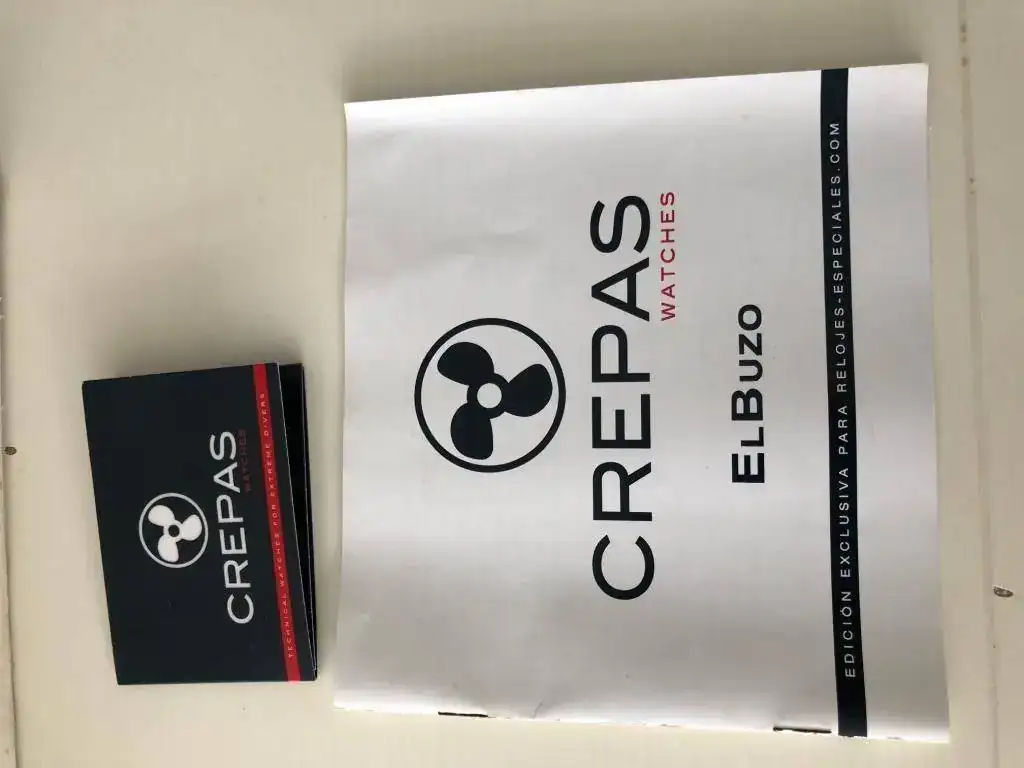 CREPAS
WATCHES
TECHNICAL WATCHES FOR EXTREME DIVERS
CREPAS
WATCHES
ELBUZO
EDICIÓN EXCLUSIVA PARA RELOJES-ESPECIALES.COM